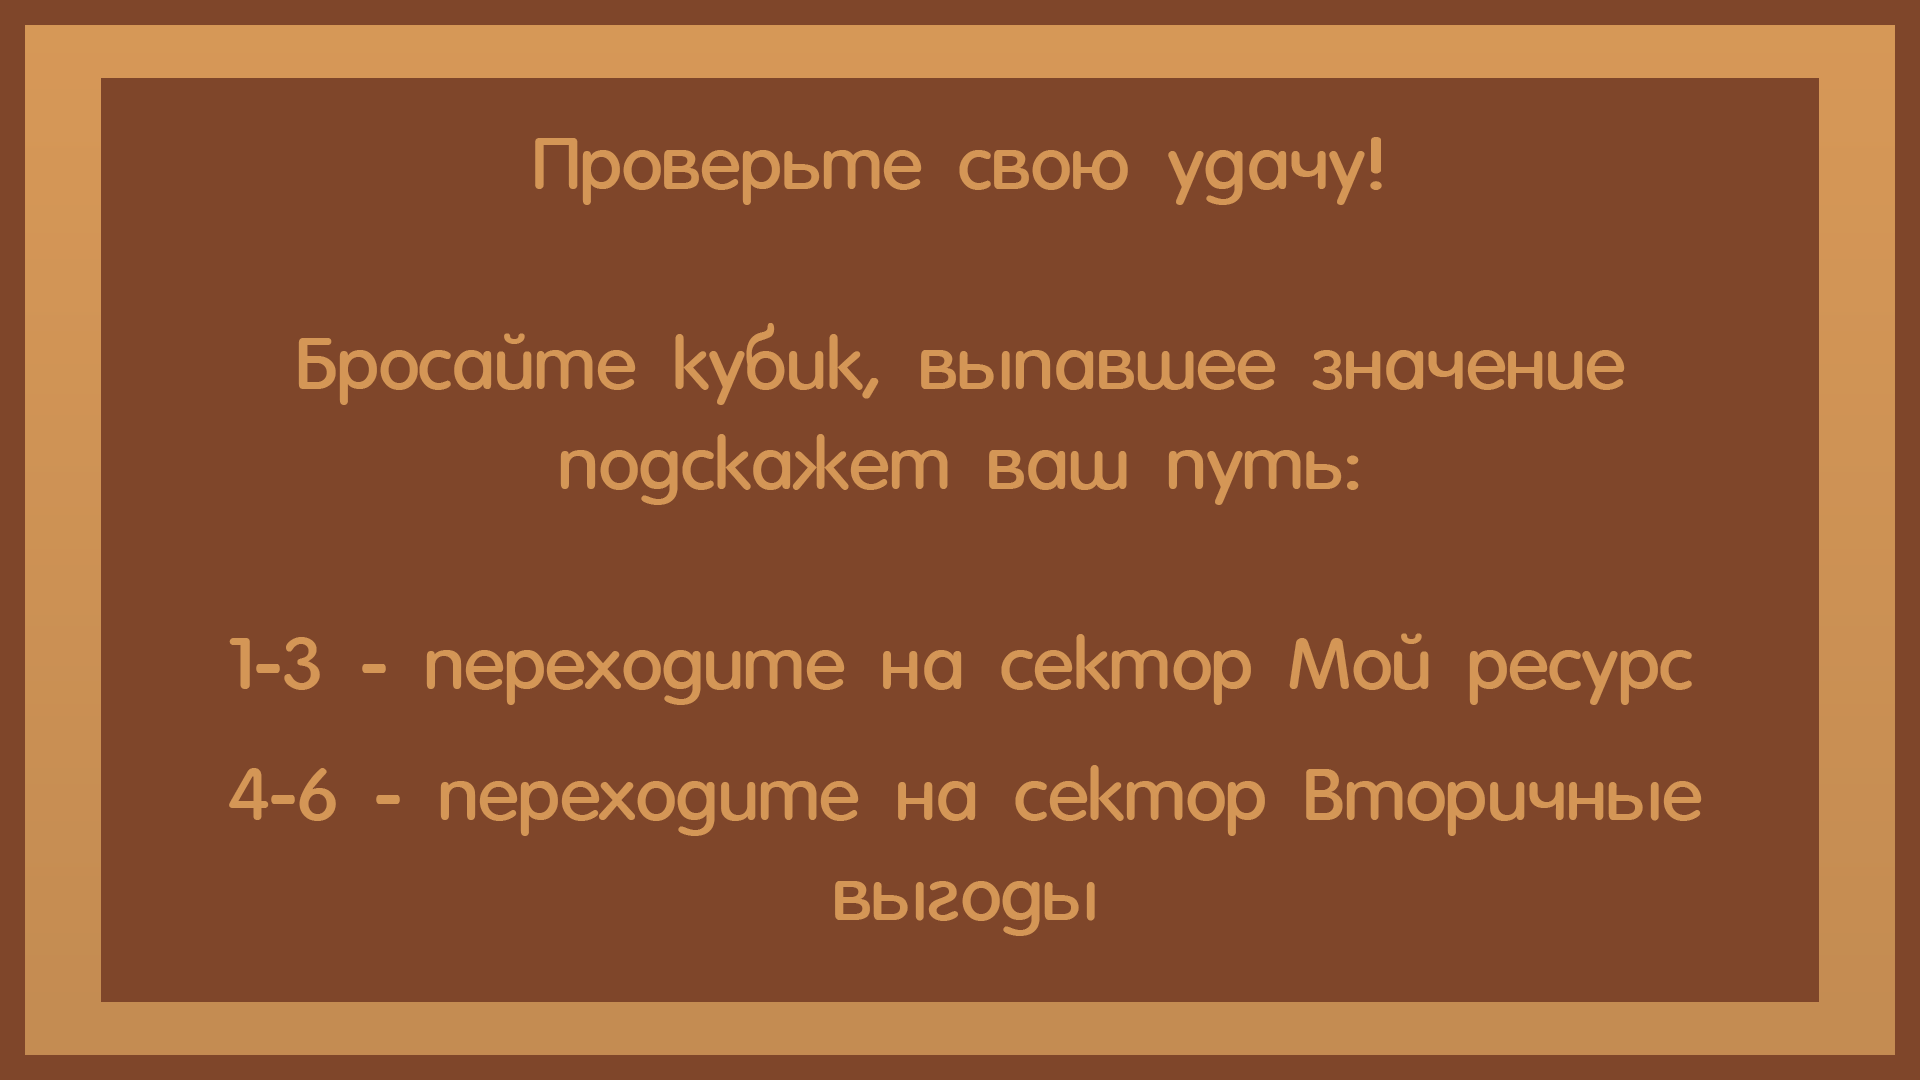 Проверьте свою удачу!
Бросайте кубик, выпавшее значение
подскажет ваш путь:
1-3 - переходите на сектор Мой ресурс
4-6 - переходите на сектор Вторичные
выгоды